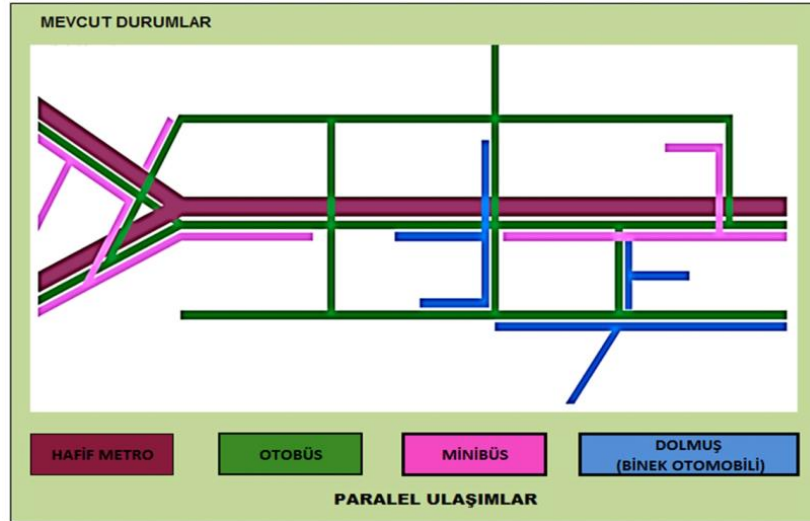 MEVCUT DURUMLAR
HAFİF METRO
OTOBÜS
MİNİBÜS
DOLMUŞ
(BİNEK OTOMOBİLİ)
PARALEL ULAŞIMLAR